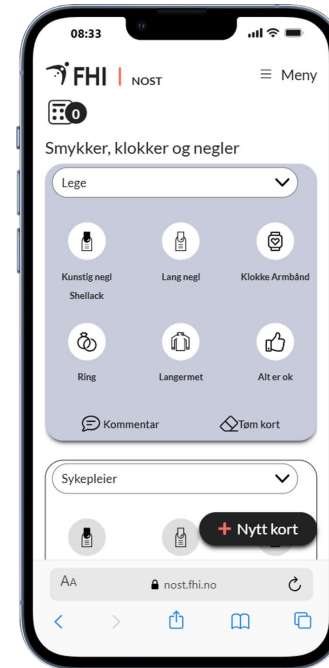 08:33
FHI NOST
Meny
0
Smykker, klokker og negler
Lege
Kunstig negl Lang negl Klokke Armbånd
Shellack
Ring Langermet Alt er ok
Kommentar Tøm kort
Sykepleier
+ Nytt kort
AA nost.fhi.no